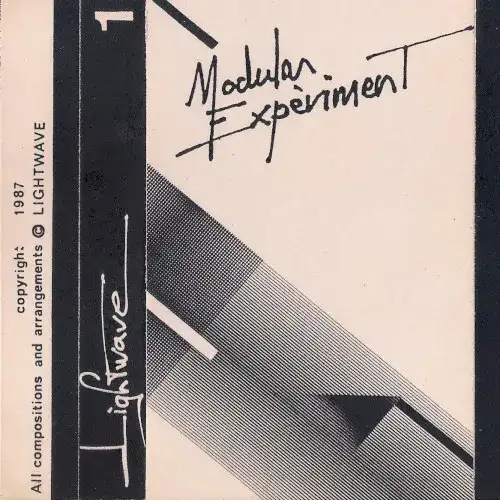 copyright 1987
All compositions and arrangements © LIGHTWAVE
Lightwave
1
Modular
Expèriment